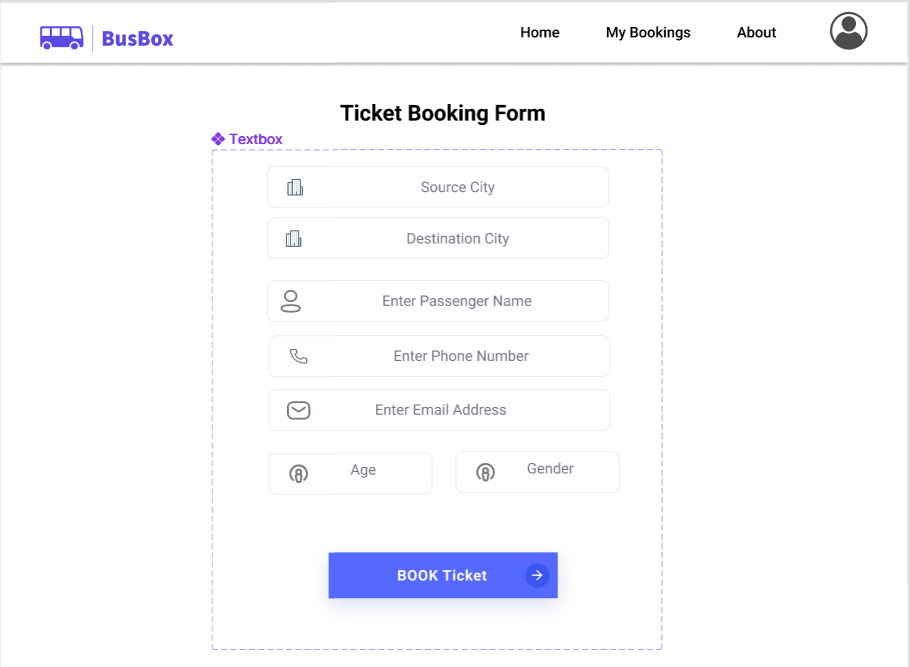 BusBox
Home My Bookings About
Ticket Booking Form
Textbox
Source City
Destination City
Enter Passenger Name
Enter Phone Number
Enter Email Address
Age Gender
BOOK Ticket